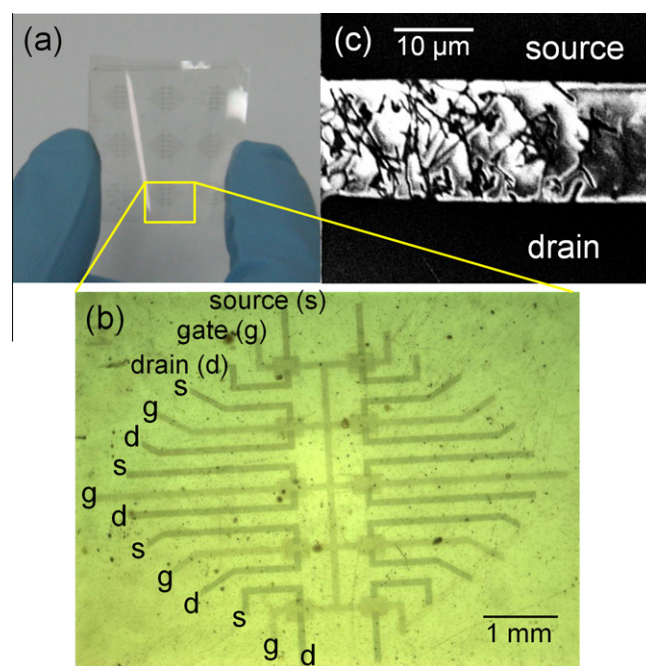 (a)
(c)
10 µm
source
drain
(b)
source (s)
gate (g)
drain (d)
s
g
d
s
g
d
s
g
d
s
g
d
1 mm